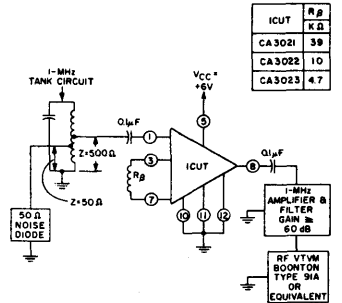 ICUT Rβ
KΩ
CA3021 39
CA3022 10
CA3023 4.7
1-MHz
TANK CIRCUIT
VCC=
+6V
0.1µF
1
5
Z=500Ω
3
ICUT
Rβ
7
8
0.1µF
10
11
12
50 Ω
NOISE
DIODE
Z=50Ω
1-MHz
AMPLIFIER &
FILTER
GAIN ≅
60 dB
RF VTVM
BOONTON
TYPE 91A
OR
EQUIVALENT